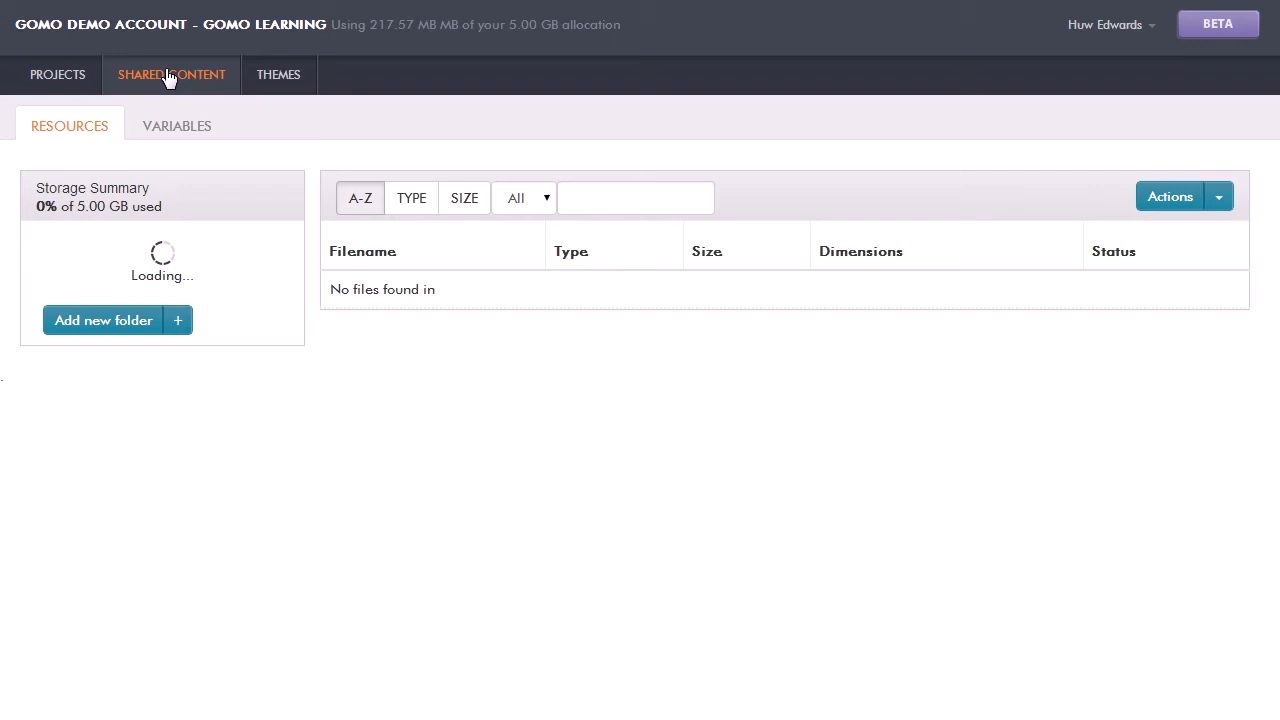 GOMO DEMO ACCOUNT - GOMO LEARNING Using 217.57 MB MB of your 5.00 GB allocation
Huw Edwards
BETA
PROJECTS
SHARED CONTENT
THEMES
RESOURCES
VARIABLES
Storage Summary
0% of 5.00 GB used
Loading...
Add new folder +
A-Z
TYPE
SIZE
All
Actions
Filename
Type
Size
Dimensions
Status
No files found in